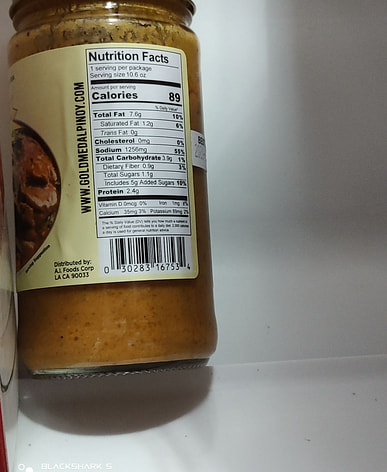 WWW.GOLDMEDALPINOY.COM
Nutrition Facts
1 serving per package
Serving size 10.6 oz
Amount per serving
Calories 89
% Daily Value*
Total Fat 7.6g 10%
Saturated Fat 1.2g 6%
Trans Fat 0g
Cholesterol 0mg 0%
Sodium 1256mg 55%
Total Carbohydrate 3.9g 1%
Dietary Fiber 0.9g 3%
Total Sugars 1.1g
Includes 5g Added Sugars 10%
Protein 2.4g
Vitamin D 0mcg 0% Iron 1mg 6%
Calcium 35mg 3% Potassium 89mg 2%
0 30283 16753 4
Distributed by:
A.I. Foods Corp
LA CA 90033
BLACKSHARK 5